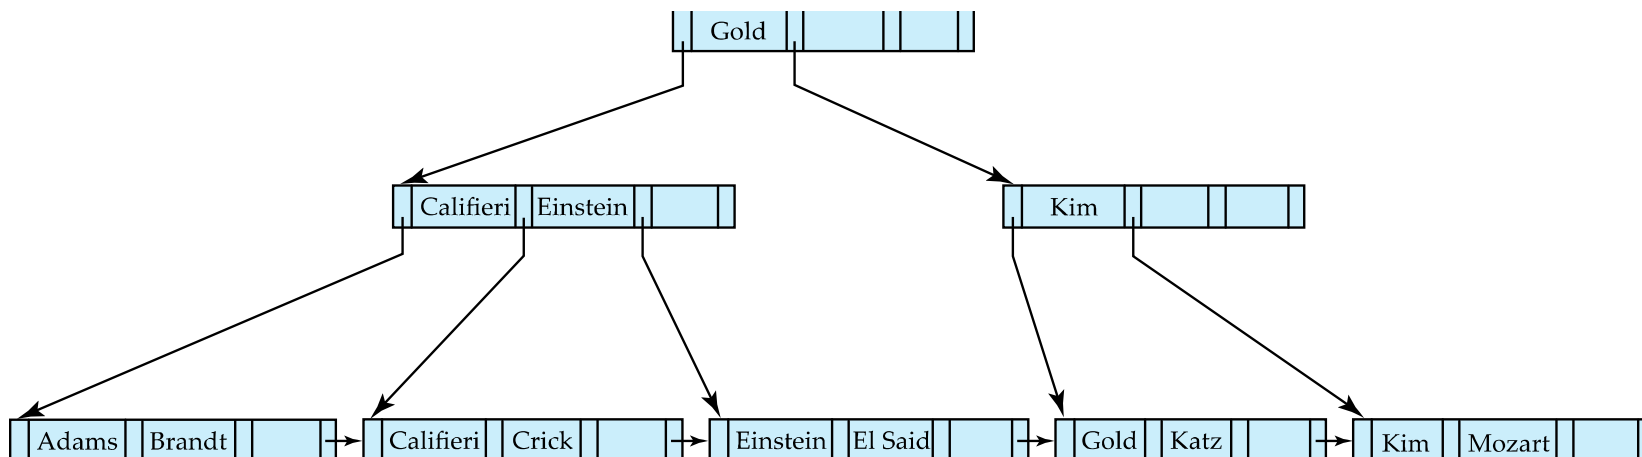 Gold
Califieri Einstein
Kim
Adams Brandt
Califieri Crick
Einstein El Said
Gold Katz
Kim Mozart